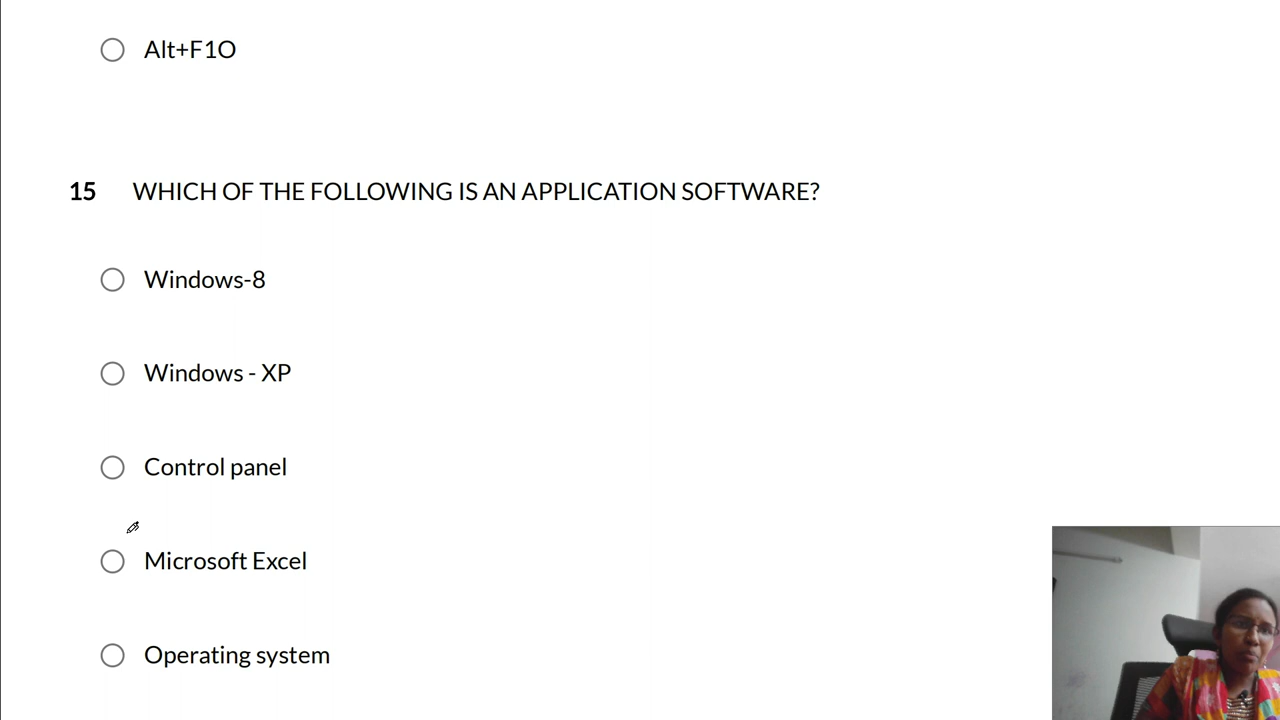 Alt+F1O
15 WHICH OF THE FOLLOWING IS AN APPLICATION SOFTWARE?
Windows-8
Windows - XP
Control panel
Microsoft Excel
Operating system